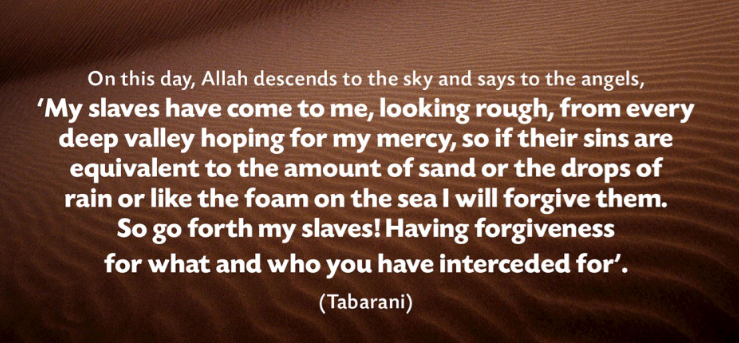 On this day, Allah descends to the sky and says to the angels,
‘My slaves have come to me, looking rough, from every
deep valley hoping for my mercy, so if their sins are
equivalent to the amount of sand or the drops of
rain or like the foam on the sea I will forgive them.
So go forth my slaves! Having forgiveness
for what and who you have interceded for’.
(Tabarani)